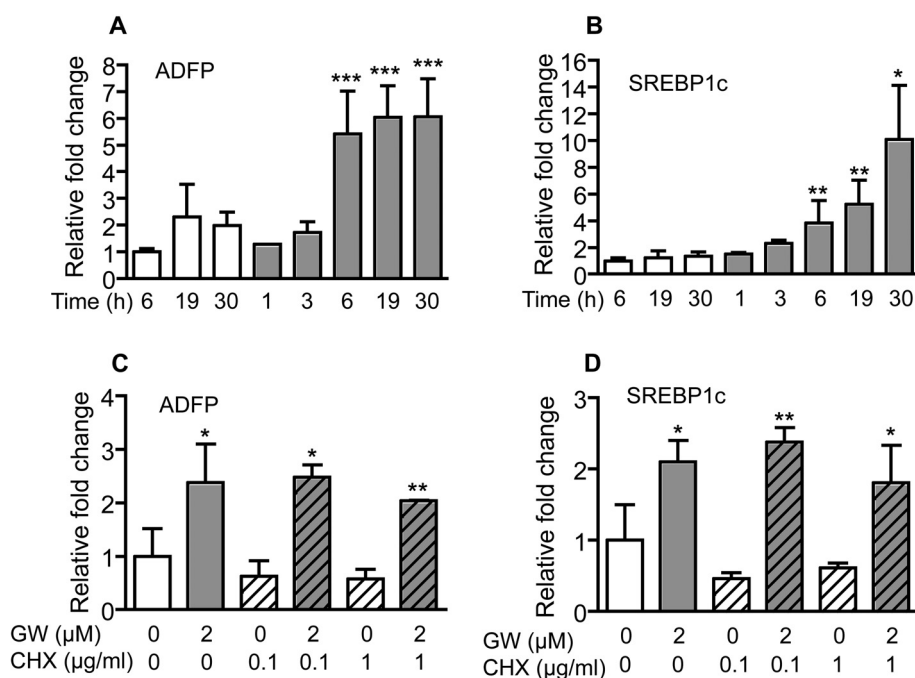 A
ADFP
Relative fold change
8
7
6
5
4
3
2
1
0
*** *** ***
Time (h) 6 19 30 1 3 6 19 30
B
SREBP1c
Relative fold change
16
14
12
10
8
6
4
2
0
** ** *
Time (h) 6 19 30 1 3 6 19 30
C
ADFP
Relative fold change
4
3
2
1
0
* * **
GW (µM) 0 2 0 2 0 2
CHX (µg/ml) 0 0 0.1 0.1 1 1
D
SREBP1c
Relative fold change
3
2
1
0
* ** *
GW (µM) 0 2 0 2 0 2
CHX (µg/ml) 0 0 0.1 0.1 1 1